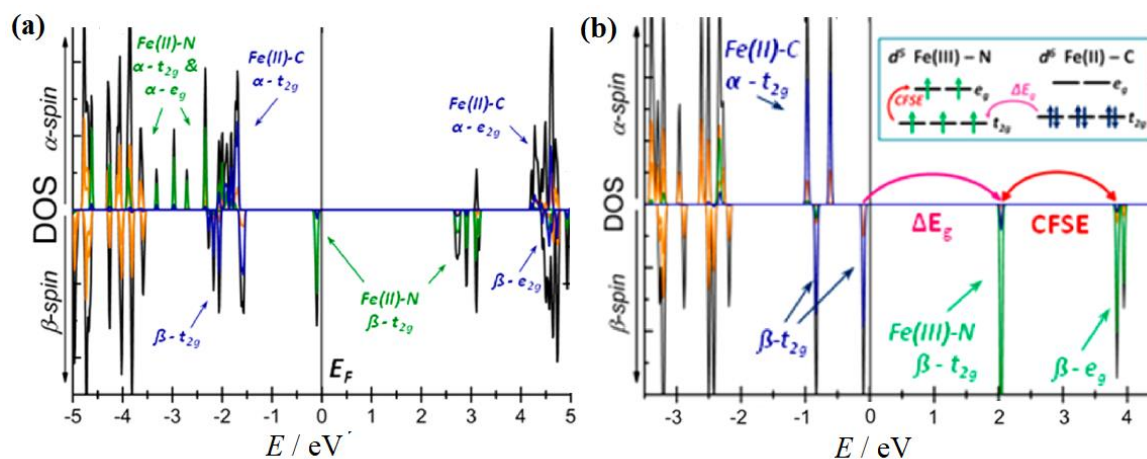 (a)
DOS
α-spin
β-spin
Fe(II)-N
α - t2g &
α - eg
Fe(II)-C
α - t2g
Fe(II)-C
α - e2g
β - t2g
Fe(II)-N
β - t2g
β - e2g
EF
-5 -4 -3 -2 -1 0 1 2 3 4 5
E / eV
(b)
DOS
α-spin
β-spin
Fe(II)-C
α - t2g
d5 Fe(III) – N
d6 Fe(II) – C
eg
eg
CFSE
ΔEg
t2g
t2g
ΔEg
CFSE
β-t2g
Fe(III)-N
β - t2g
β - eg
-3 -2 -1 0 1 2 3 4
E / eV